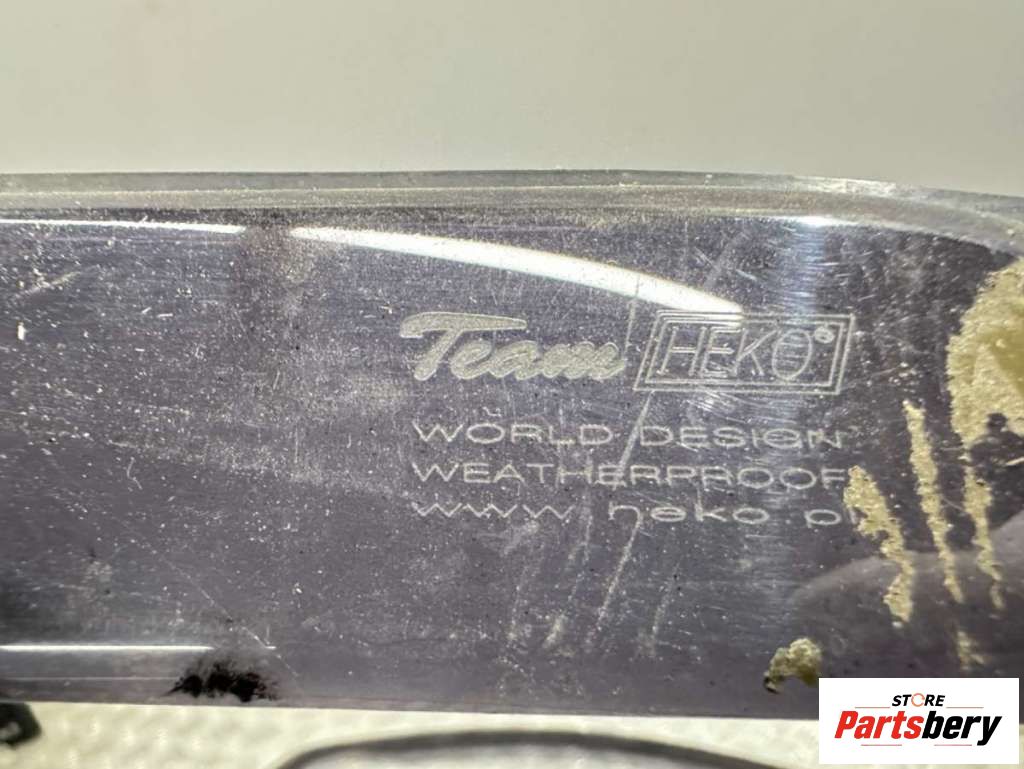 Team HEKO®
WORLD DESIGN
WEATHERPROOF
www.heko.pl
STORE
Partsbery